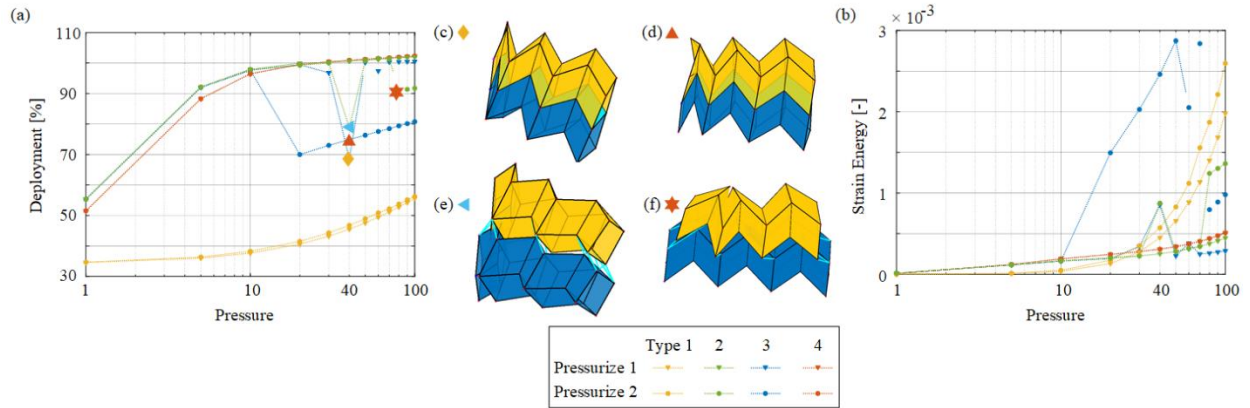 (a)
110
90
70
50
30
Deployment [%]
1
10
40
100
Pressure
(c)
(d)
(e)
(f)
(b)
3 × 10⁻³
2
1
0
Strain Energy [-]
1
10
40
100
Pressure
Type 1 2 3 4
Pressurize 1
Pressurize 2